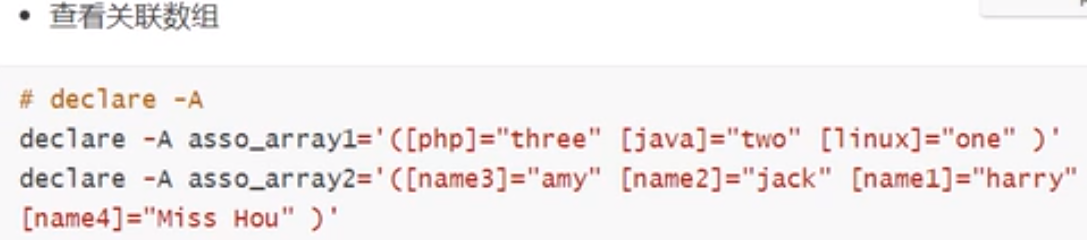 • 查看关联数组
# declare -A
declare -A asso_array1='([php]="three" [java]="two" [linux]="one" )'
declare -A asso_array2='([name3]="amy" [name2]="jack" [name1]="harry"
[name4]="Miss Hou" )'